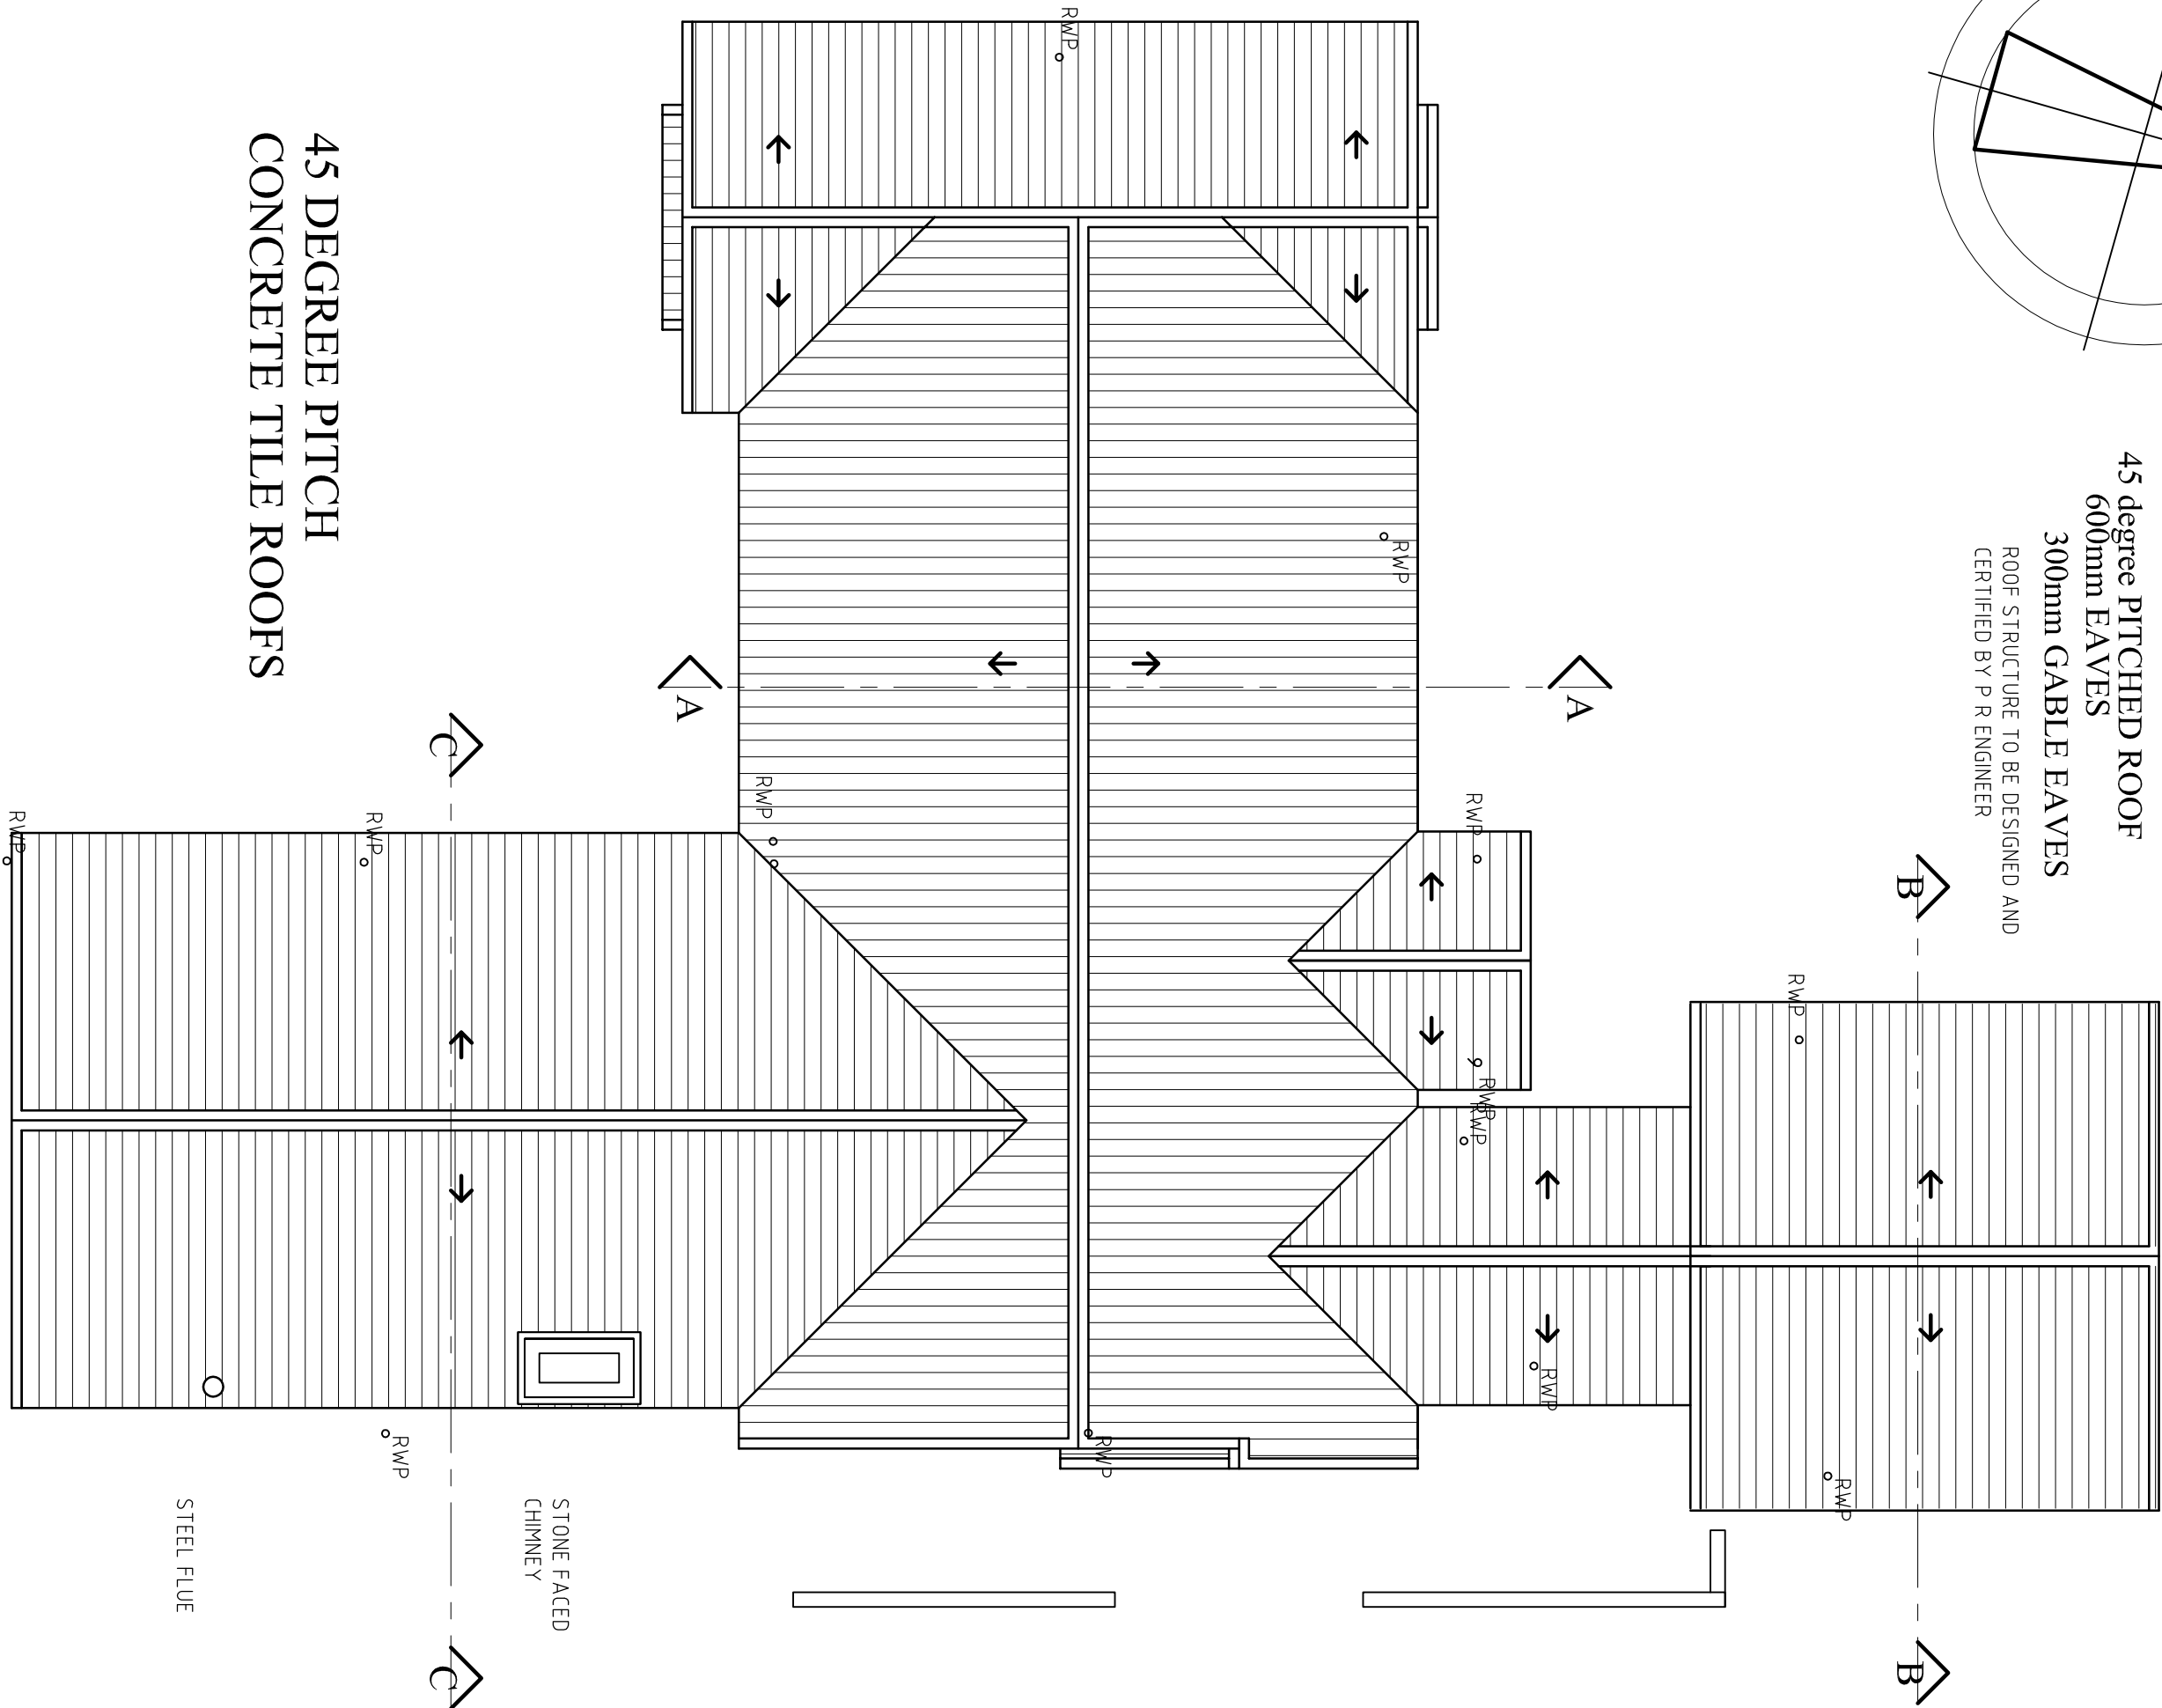 45 degree PITCHED ROOF
600mm EAVES
300mm GABLE EAVES
ROOF STRUCTURE TO BE DESIGNED AND
CERTIFIED BY P R ENGINEER
B
B
RWP
RWP
A
A
RWP
RWP
RWP
RWP
RWP
RWP
RWP
RWP
C
C
RWP
RWP
RWP
STONE FACED
CHIMNEY
STEEL FLUE
45 DEGREE PITCH
CONCRETE TILE ROOFS